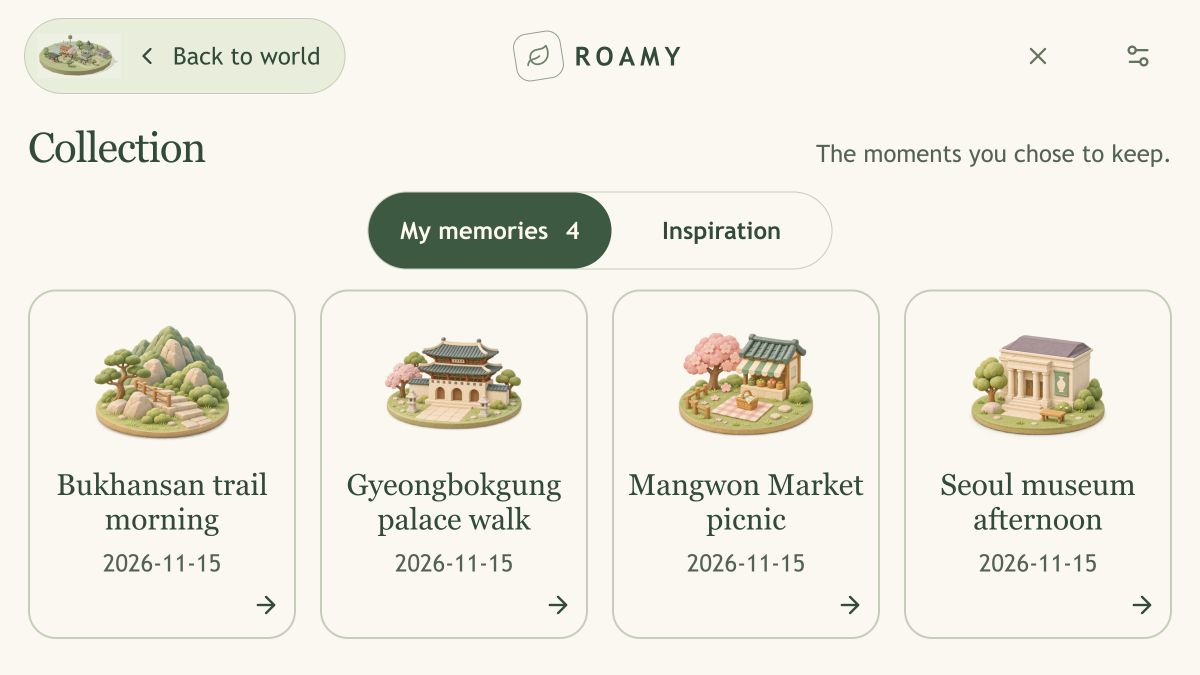 Back to world
ROAMY
Collection
The moments you chose to keep.
My memories 4
Inspiration
Bukhansan trail
morning
2026-11-15
Gyeongbokgung
palace walk
2026-11-15
Mangwon Market
picnic
2026-11-15
Seoul museum
afternoon
2026-11-15